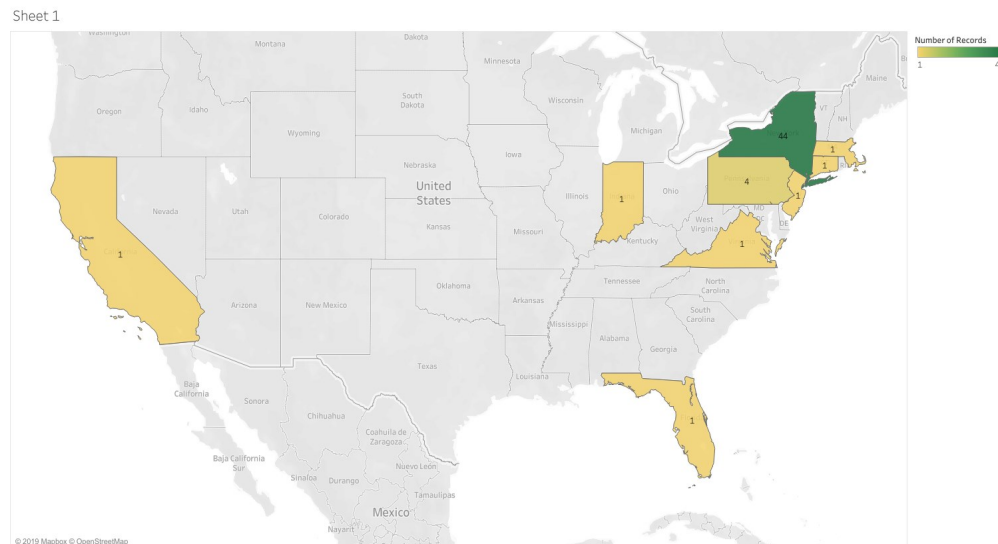 Sheet 1
Number of Records
1
Washington
Montana
Dakota
Minnesota
Maine
Oregon
Idaho
South
Dakota
Wisconsin
VT
NH
Wyoming
Michigan
44
1
Iowa
Nebraska
1
Nevada
Utah
United
States
Illinois
1
Ohio
4
1
Colorado
Kansas
Missouri
West
Virginia
MD
DC
DE
1
Kentucky
1
Arizona
New Mexico
Oklahoma
Arkansas
Tennessee
North
Carolina
South
Carolina
Mississippi
Alabama
Georgia
Texas
Louisiana
Baja
California
Sonora
1
Chihuahua
Coahuila de
Zaragoza
Baja California
Sur
Sinaloa
Durango
Nuevo León
Tamaulipas
Mexico
Nayarit
© 2019 Mapbox © OpenStreetMap